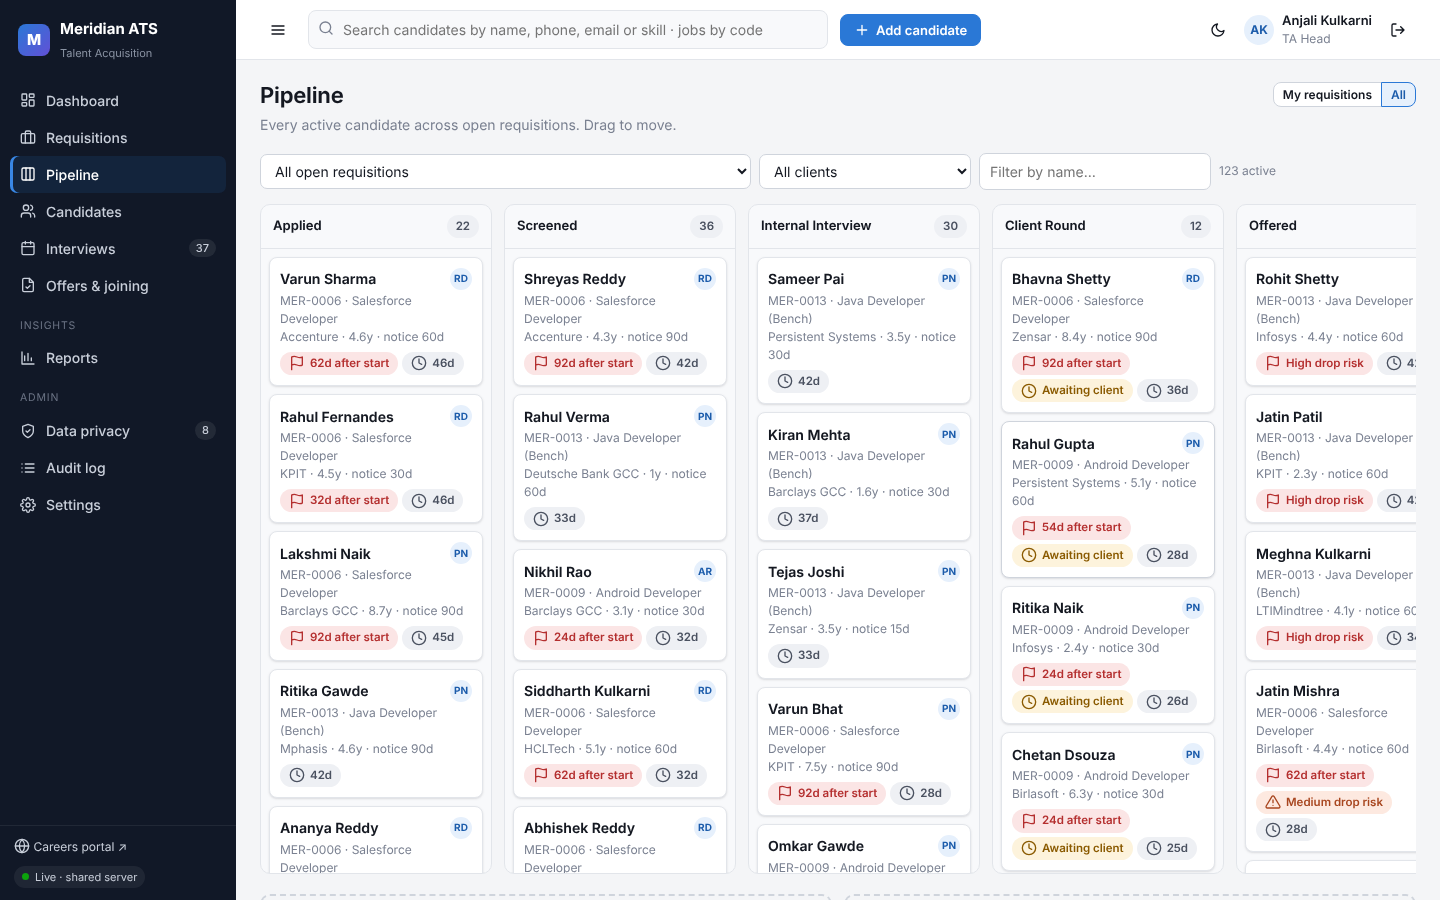 M
Meridian ATS
Talent Acquisition
Dashboard
Requisitions
Pipeline
Candidates
Interviews 37
Offers & joining
INSIGHTS
Reports
ADMIN
Data privacy 8
Audit log
Settings
Careers portal ↗
Live · shared server
Search candidates by name, phone, email or skill · jobs by code
+ Add candidate
AK
Anjali Kulkarni
TA Head
Pipeline
Every active candidate across open requisitions. Drag to move.
My requisitions All
All open requisitions
All clients
Filter by name...
123 active
Applied 22
Varun Sharma RD
MER-0006 · Salesforce
Developer
Accenture · 4.6y · notice 60d
62d after start 46d
Rahul Fernandes RD
MER-0006 · Salesforce
Developer
KPIT · 4.5y · notice 30d
32d after start 46d
Lakshmi Naik PN
MER-0006 · Salesforce
Developer
Barclays GCC · 8.7y · notice 90d
92d after start 45d
Ritika Gawde PN
MER-0013 · Java Developer
(Bench)
Mphasis · 4.6y · notice 90d
42d
Ananya Reddy RD
MER-0006 · Salesforce
Developer
Screened 36
Shreyas Reddy RD
MER-0006 · Salesforce
Developer
Accenture · 4.3y · notice 90d
92d after start 42d
Rahul Verma PN
MER-0013 · Java Developer
(Bench)
Deutsche Bank GCC · 1y · notice
60d
33d
Nikhil Rao AR
MER-0009 · Android Developer
Barclays GCC · 3.1y · notice 30d
24d after start 32d
Siddharth Kulkarni RD
MER-0006 · Salesforce
Developer
HCLTech · 5.1y · notice 60d
62d after start 32d
Abhishek Reddy RD
MER-0006 · Salesforce
Developer
Internal Interview 30
Sameer Pai PN
MER-0013 · Java Developer
(Bench)
Persistent Systems · 3.5y · notice
30d
42d
Kiran Mehta PN
MER-0013 · Java Developer
(Bench)
Barclays GCC · 1.6y · notice 30d
37d
Tejas Joshi PN
MER-0013 · Java Developer
(Bench)
Zensar · 3.5y · notice 15d
33d
Varun Bhat PN
MER-0006 · Salesforce
Developer
KPIT · 7.5y · notice 90d
92d after start 28d
Omkar Gawde PN
MER-0009 · Android Developer
Client Round 12
Bhavna Shetty RD
MER-0006 · Salesforce
Developer
Zensar · 8.4y · notice 90d
92d after start
Awaiting client 36d
Rahul Gupta PN
MER-0009 · Android Developer
Persistent Systems · 5.1y · notice
60d
54d after start
Awaiting client 28d
Ritika Naik PN
MER-0009 · Android Developer
Infosys · 2.4y · notice 30d
24d after start
Awaiting client 26d
Chetan Dsouza PN
MER-0009 · Android Developer
Birlasoft · 6.3y · notice 30d
24d after start
Awaiting client 25d
Offered
Rohit Shetty
MER-0013 · Java Developer
(Bench)
Infosys · 4.4y · notice 60d
High drop risk
Jatin Patil
MER-0013 · Java Developer
(Bench)
KPIT · 2.3y · notice 60d
High drop risk
Meghna Kulkarni
MER-0013 · Java Developer
(Bench)
LTIMindtree · 4.1y · notice
High drop risk
Jatin Mishra
MER-0006 · Salesforce
Developer
Birlasoft · 4.4y · notice 60d
62d after start
Medium drop risk
28d